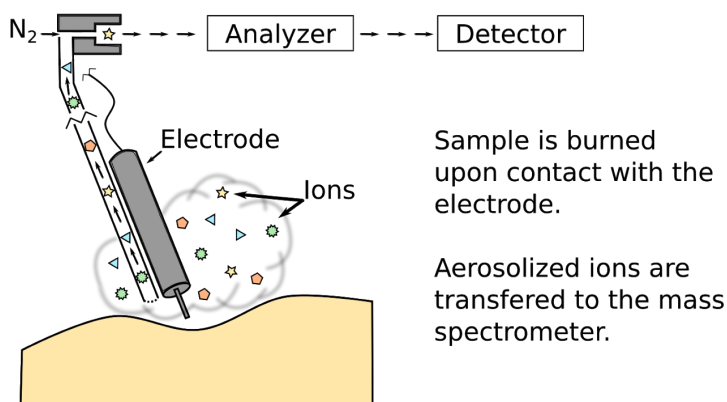 N₂
Analyzer
Detector
Electrode
Ions
Sample is burned
upon contact with the
electrode.
Aerosolized ions are
transfered to the mass
spectrometer.